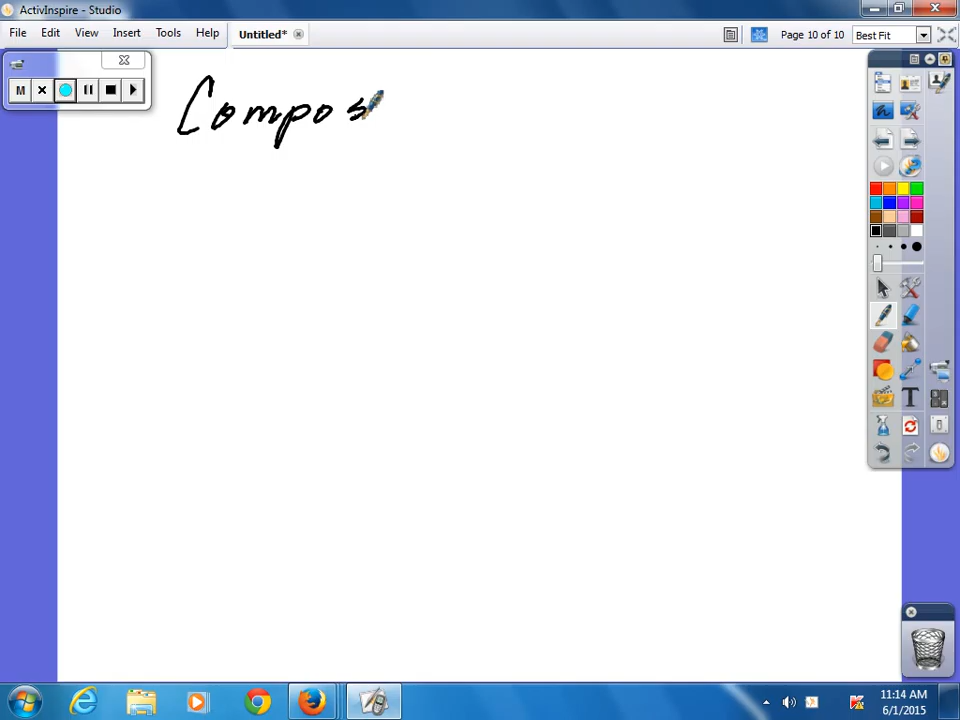 ActivInspire - Studio
File Edit View Insert Tools Help Untitled* Page 10 of 10 Best Fit
M
Compos
T
11:14 AM
6/1/2015